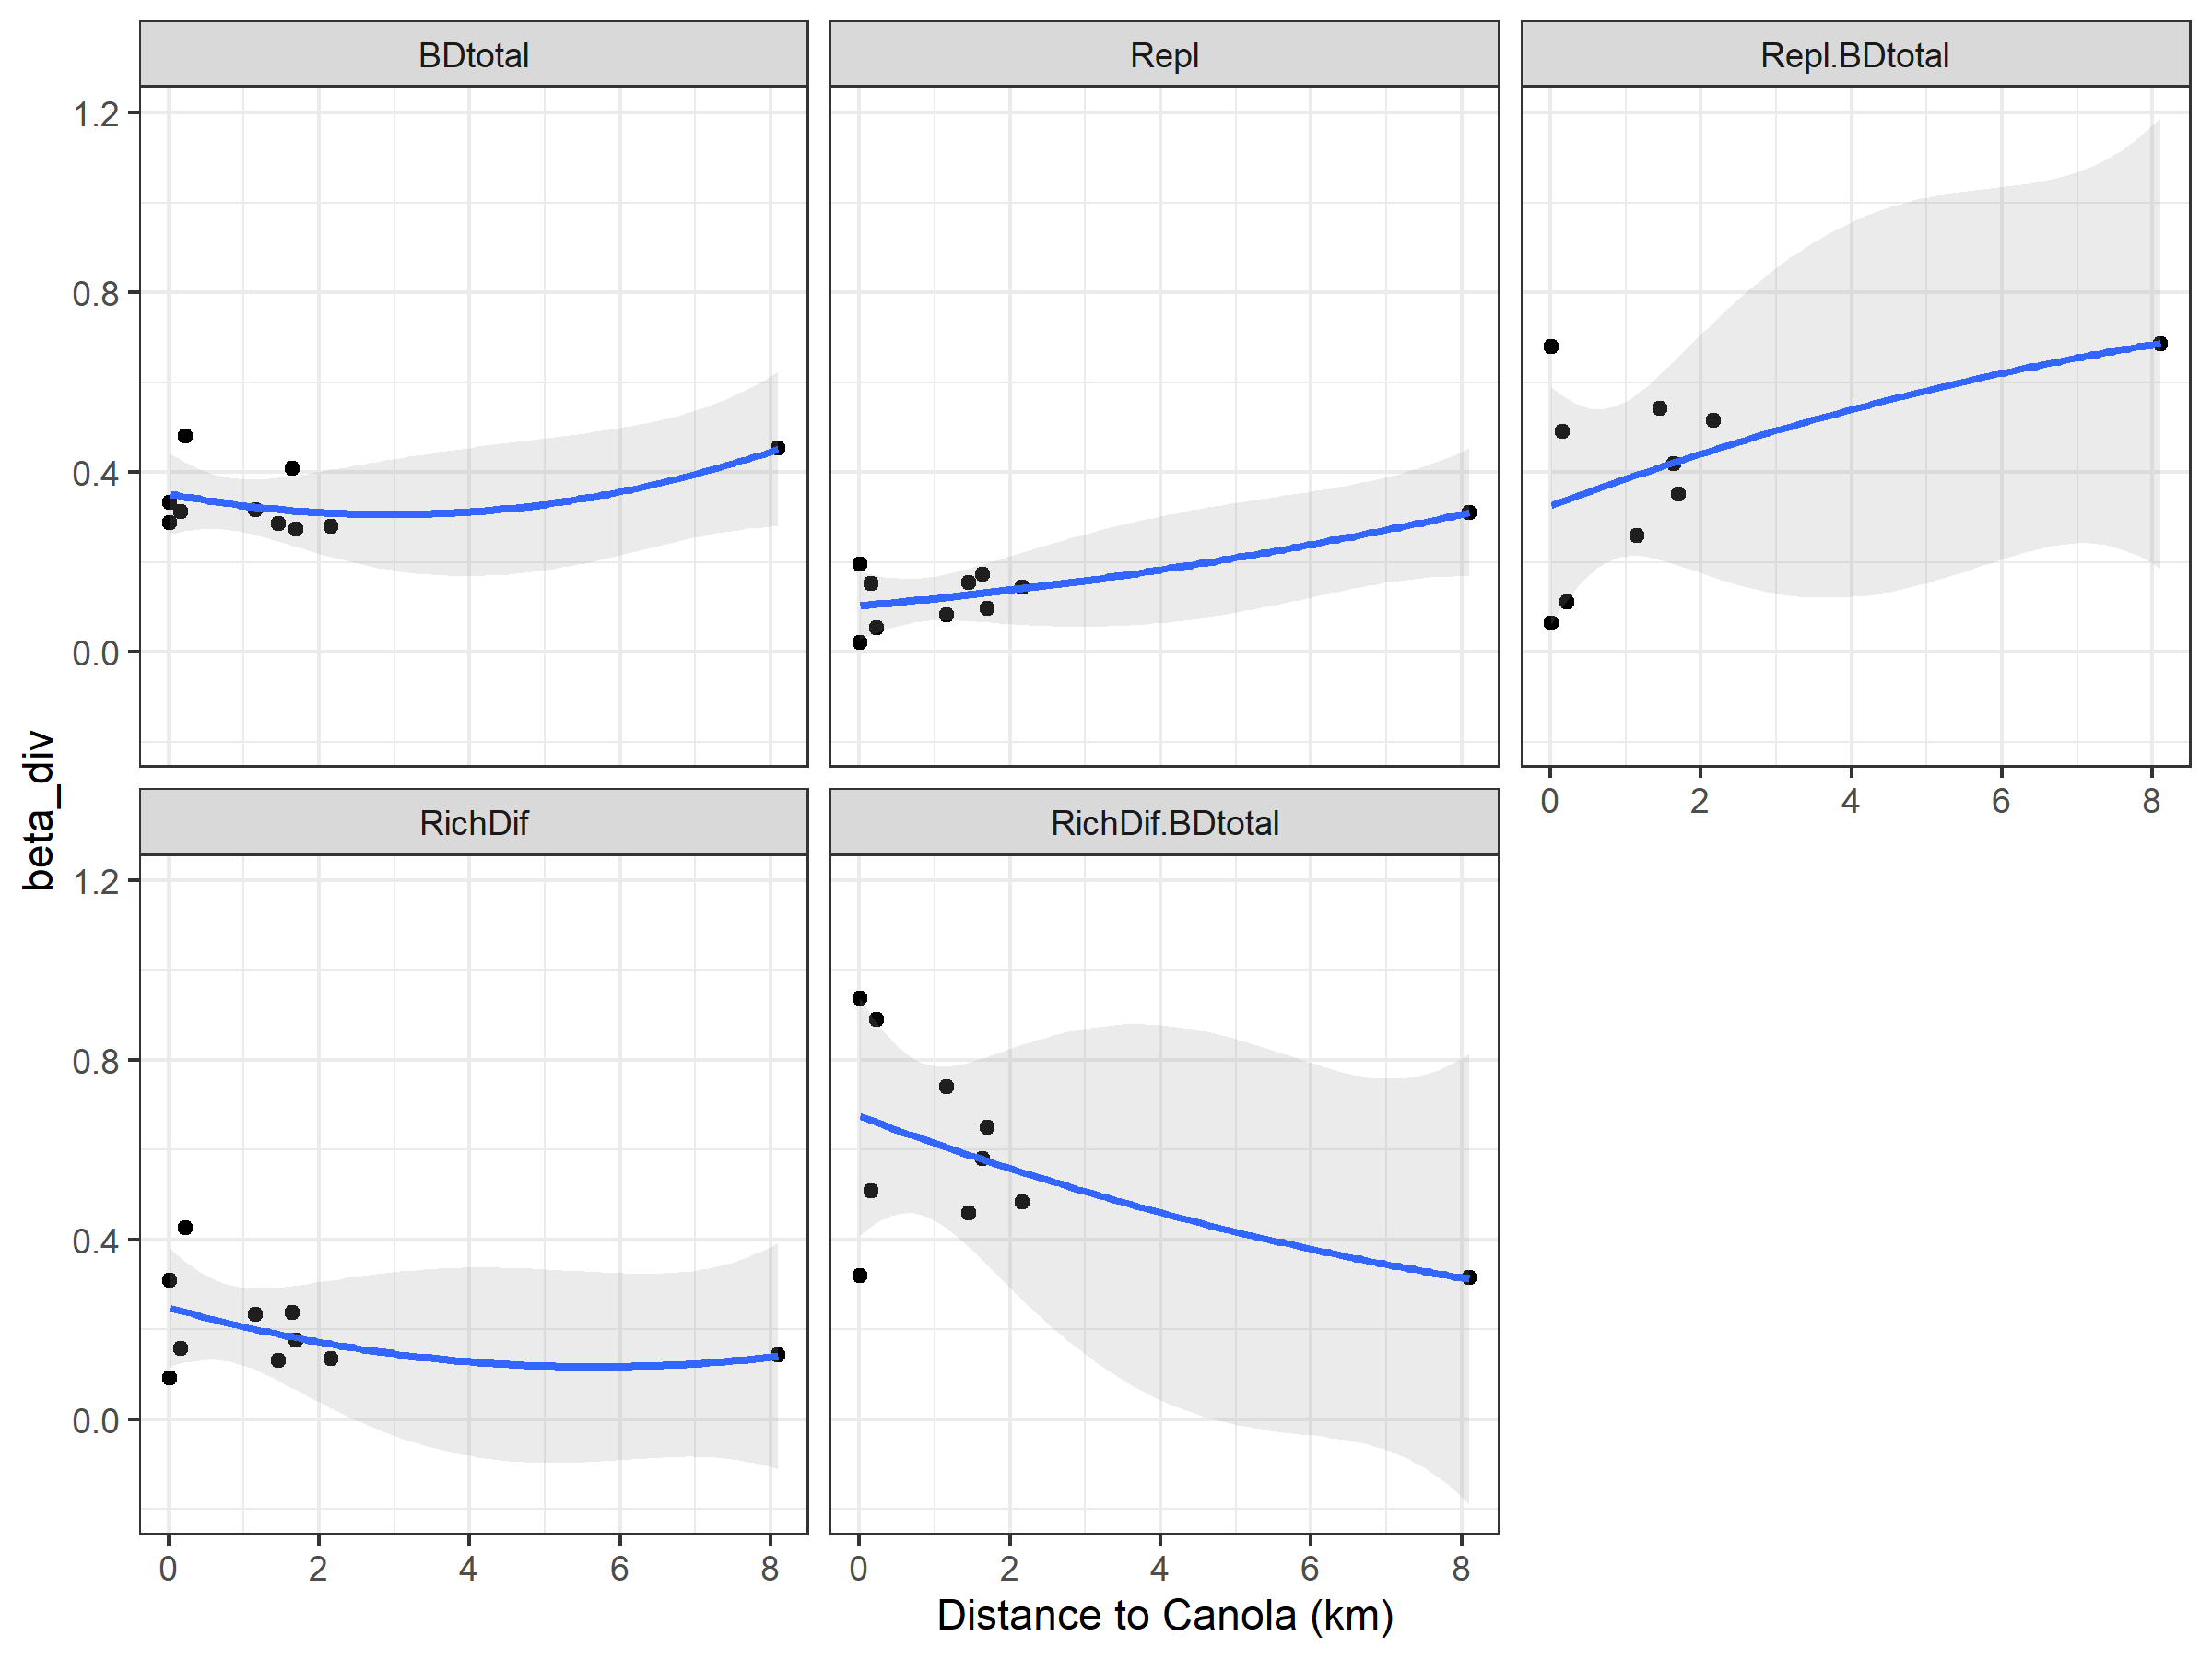 BDtotal Repl Repl.BDtotal
1.2
0.8
0.4
0.0
0 2 4 6 8
RichDif RichDif.BDtotal
1.2
0.8
0.4
0.0
0 2 4 6 8 0 2 4 6 8
Distance to Canola (km)
beta_div